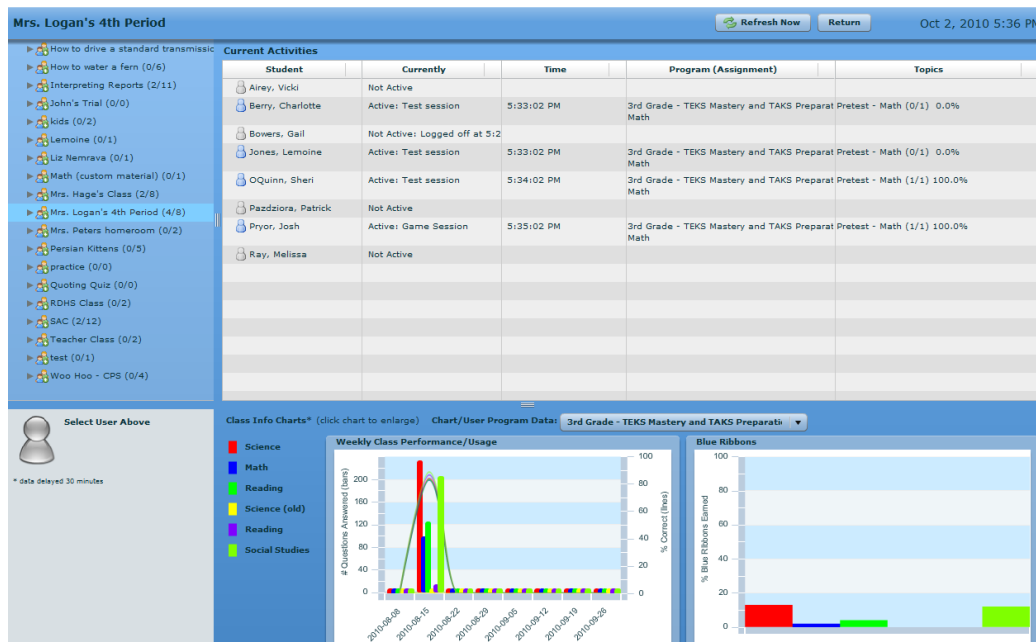 Mrs. Logan's 4th Period
Refresh Now
Return
Oct 2, 2010 5:36 PM
How to drive a standard transmissic
How to water a fern (0/6)
Interpreting Reports (2/11)
John's Trial (0/0)
kids (0/2)
Lemoine (0/1)
Liz Nemrava (0/1)
Math (custom material) (0/1)
Mrs. Hage's Class (2/8)
Mrs. Logan's 4th Period (4/8)
Mrs. Peters homeroom (0/2)
Persian Kittens (0/5)
practice (0/0)
Quoting Quiz (0/0)
RDHS Class (0/2)
SAC (2/12)
Teacher Class (0/2)
test (0/1)
Woo Hoo - CPS (0/4)
Current Activities
Student Currently Time Program (Assignment) Topics
Airey, Vicki Not Active
Berry, Charlotte Active: Test session 5:33:02 PM 3rd Grade - TEKS Mastery and TAKS Preparat Pretest - Math (0/1) 0.0%
Math
Bowers, Gail Not Active: Logged off at 5:2
Jones, Lemoine Active: Test session 5:33:02 PM 3rd Grade - TEKS Mastery and TAKS Preparat Pretest - Math (0/1) 0.0%
Math
OQuinn, Sheri Active: Test session 5:34:02 PM 3rd Grade - TEKS Mastery and TAKS Preparat Pretest - Math (1/1) 100.0%
Math
Pazdziora, Patrick Not Active
Pryor, Josh Active: Game Session 5:35:02 PM 3rd Grade - TEKS Mastery and TAKS Preparat Pretest - Math (1/1) 100.0%
Math
Ray, Melissa Not Active
Select User Above
* data delayed 30 minutes
Class Info Charts* (click chart to enlarge) Chart/User Program Data: 3rd Grade - TEKS Mastery and TAKS Preparati
Science
Math
Reading
Science (old)
Reading
Social Studies
Weekly Class Performance/Usage
# Questions Answered (bars)
200
160
120
80
40
0
100
80
60
40
20
0
% Correct (lines)
2010-08-08
2010-08-15
2010-08-22
2010-08-29
2010-09-05
2010-09-12
2010-09-19
2010-09-26
Blue Ribbons
% Blue Ribbons Earned
100
80
60
40
20
0